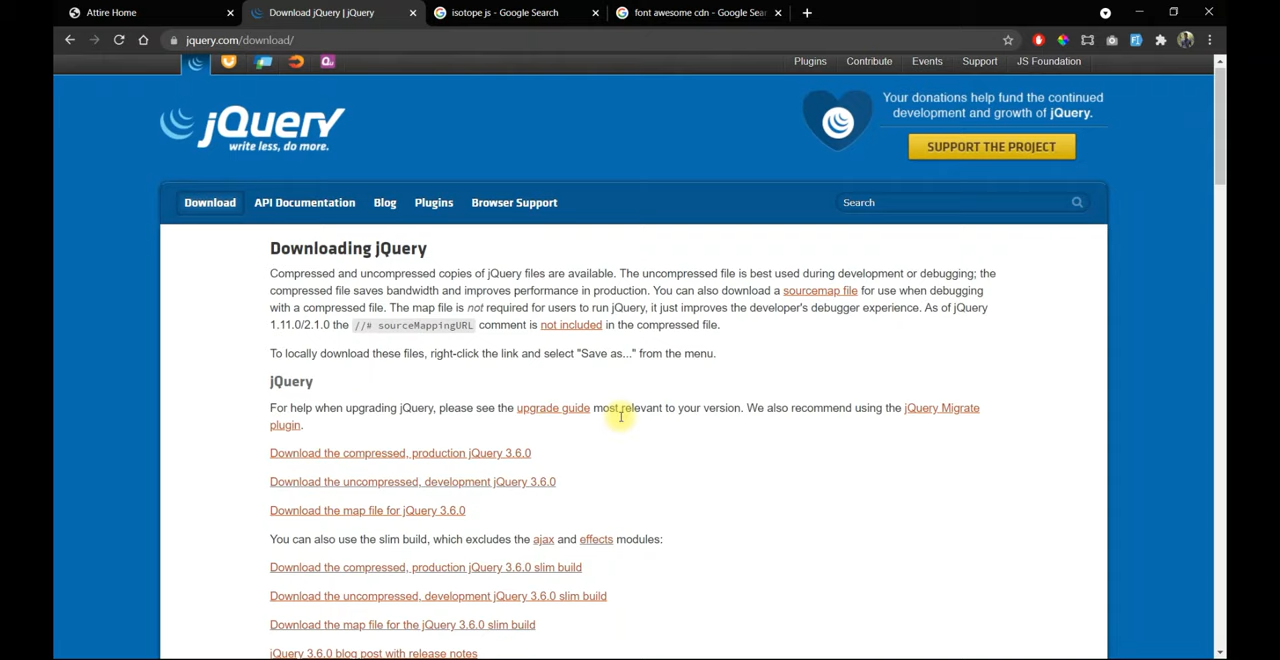 Attire Home
Download jQuery | jQuery
isotope js - Google Search
font awesome cdn - Google Sear
jquery.com/download/
Plugins Contribute Events Support JS Foundation
jQuery
write less, do more.
Your donations help fund the continued
development and growth of jQuery.
SUPPORT THE PROJECT
Download API Documentation Blog Plugins Browser Support Search
Downloading jQuery
Compressed and uncompressed copies of jQuery files are available. The uncompressed file is best used during development or debugging; the
compressed file saves bandwidth and improves performance in production. You can also download a sourcemap file for use when debugging
with a compressed file. The map file is not required for users to run jQuery, it just improves the developer's debugger experience. As of jQuery
1.11.0/2.1.0 the //# sourceMappingURL comment is not included in the compressed file.
To locally download these files, right-click the link and select "Save as..." from the menu.
jQuery
For help when upgrading jQuery, please see the upgrade guide most relevant to your version. We also recommend using the jQuery Migrate
plugin.
Download the compressed, production jQuery 3.6.0
Download the uncompressed, development jQuery 3.6.0
Download the map file for jQuery 3.6.0
You can also use the slim build, which excludes the ajax and effects modules:
Download the compressed, production jQuery 3.6.0 slim build
Download the uncompressed, development jQuery 3.6.0 slim build
Download the map file for the jQuery 3.6.0 slim build
jQuery 3.6.0 blog post with release notes